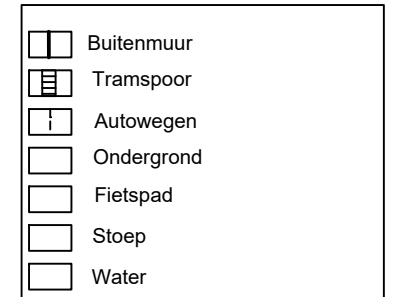 Buitenmuur
Tramspoor
Autowegen
Ondergrond
Fietspad
Stoep
Water